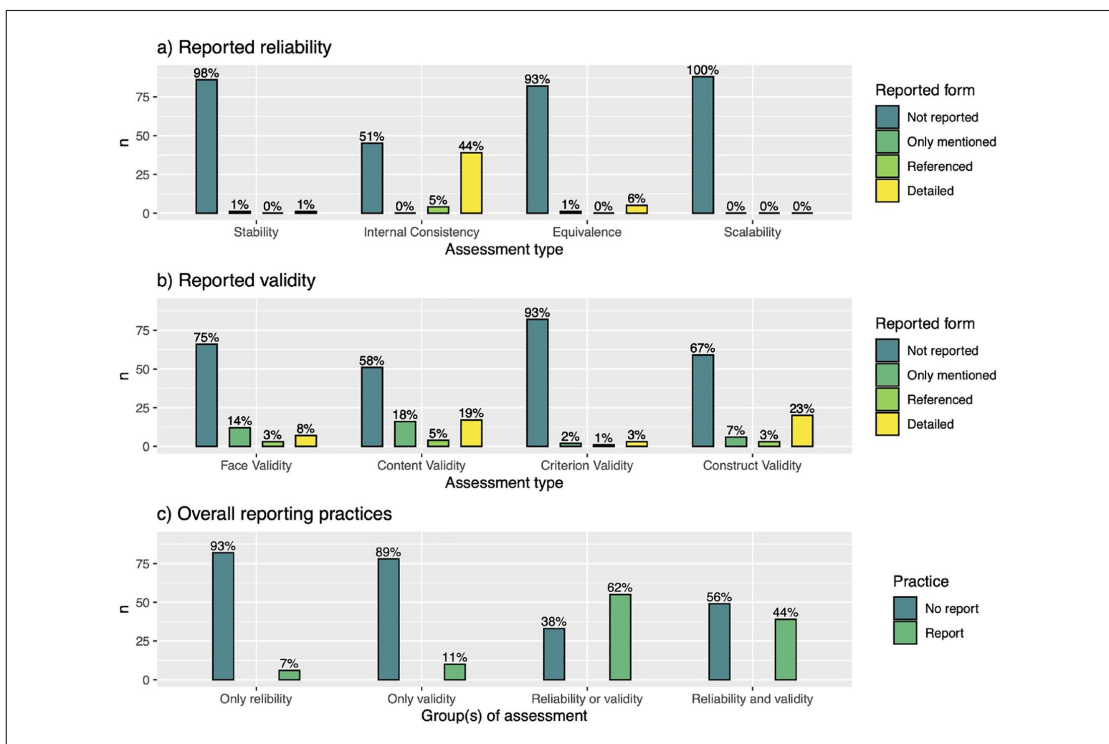 a) Reported reliability
98%
1%
0%
1%
51%
0%
5%
44%
93%
1%
0%
6%
100%
0%
0%
0%
75
50
25
0
n
Stability
Internal Consistency
Equivalence
Scalability
Assessment type
Reported form
Not reported
Only mentioned
Referenced
Detailed
b) Reported validity
75%
14%
3%
8%
58%
18%
5%
19%
93%
2%
1%
3%
67%
7%
3%
23%
75
50
25
0
n
Face Validity
Content Validity
Criterion Validity
Construct Validity
Assessment type
Reported form
Not reported
Only mentioned
Referenced
Detailed
c) Overall reporting practices
93%
7%
89%
11%
38%
62%
56%
44%
75
50
25
0
n
Only relibility
Only validity
Reliability or validity
Reliability and validity
Group(s) of assessment
Practice
No report
Report